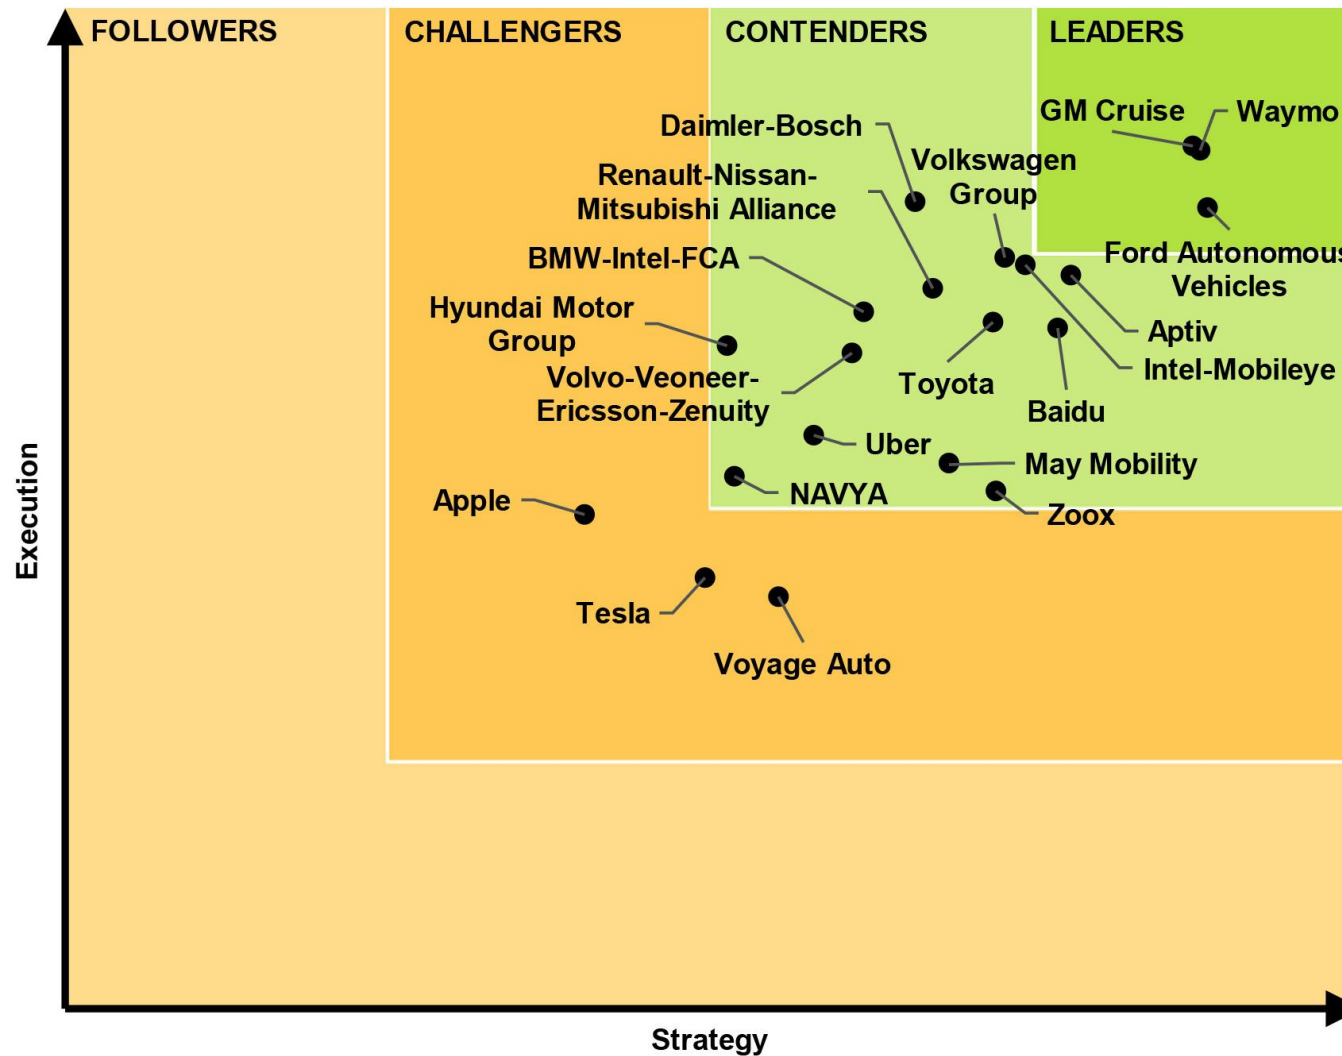 FOLLOWERS
CHALLENGERS
CONTENDERS
LEADERS
GM Cruise
Waymo
Daimler-Bosch
Volkswagen
Group
Renault-Nissan-
Mitsubishi Alliance
BMW-Intel-FCA
Ford Autonomous
Vehicles
Hyundai Motor
Group
Aptiv
Intel-Mobileye
Volvo-Veoneer-
Ericsson-Zenuity
Toyota
Baidu
Uber
May Mobility
NAVYA
Zoox
Apple
Tesla
Voyage Auto
Execution
Strategy